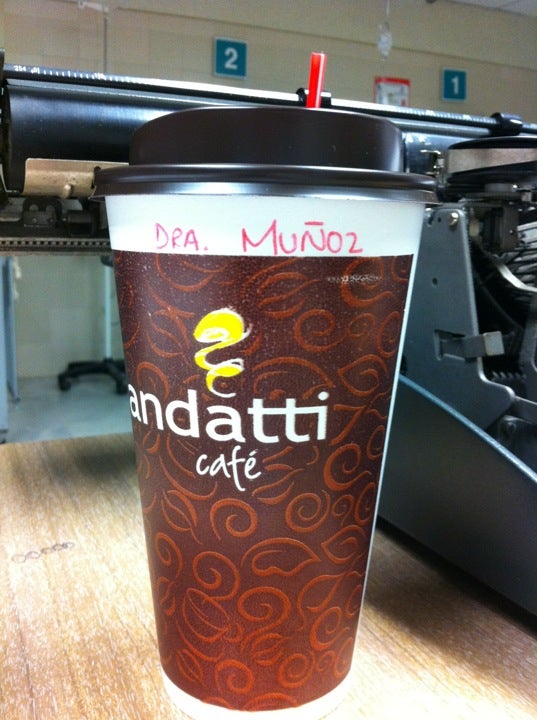 2
1
DRA. MUÑOZ
andatti
café